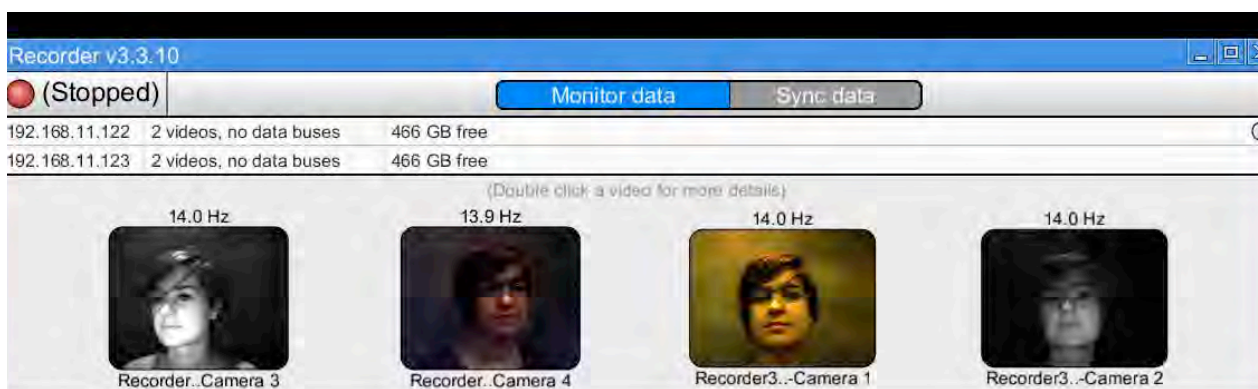 Recorder v3.3.10
(Stopped)
Monitor data
Sync data
192.168.11.122 2 videos, no data buses 466 GB free
192.168.11.123 2 videos, no data buses 466 GB free
(Double click a video for more details)
14.0 Hz 13.9 Hz 14.0 Hz 14.0 Hz
Recorder..Camera 3 Recorder..Camera 4 Recorder3..-Camera 1 Recorder3..-Camera 2